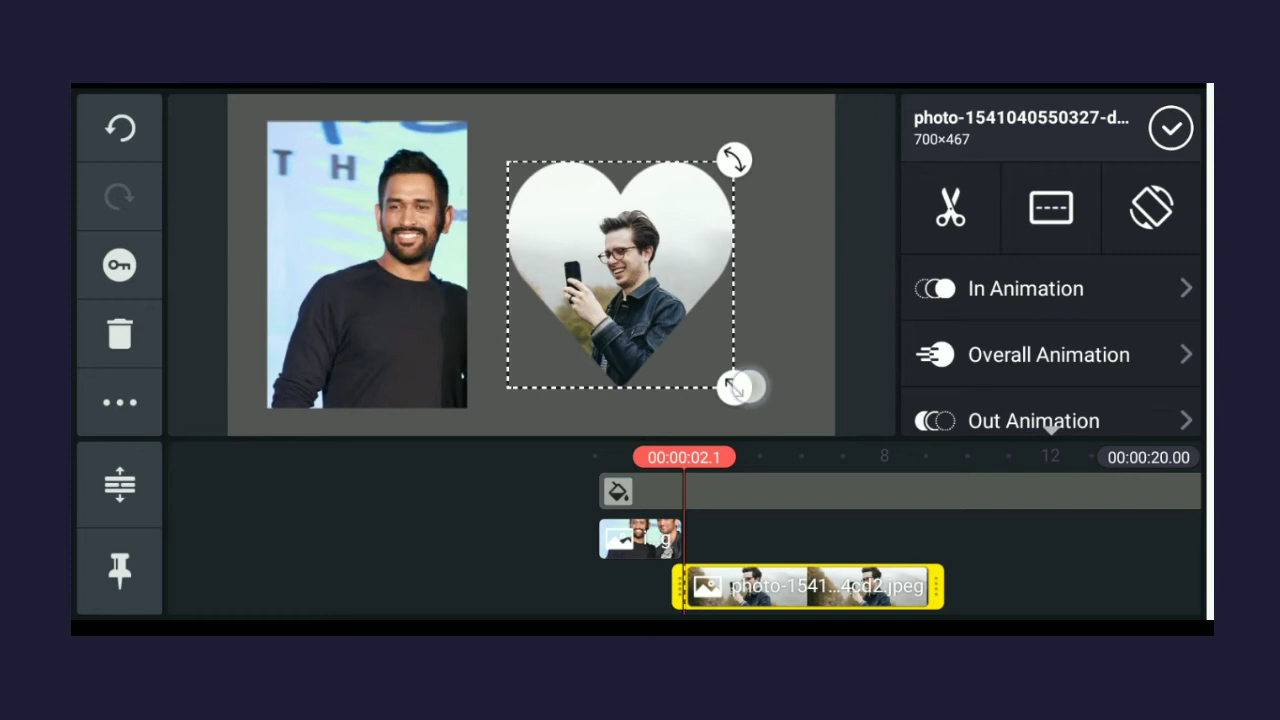 photo-1541040550327-d...
700×467
T H
In Animation
Overall Animation
Out Animation
00:00:02.1
8
12
00:00:20.00
photo-1541...4cd2.jpeg